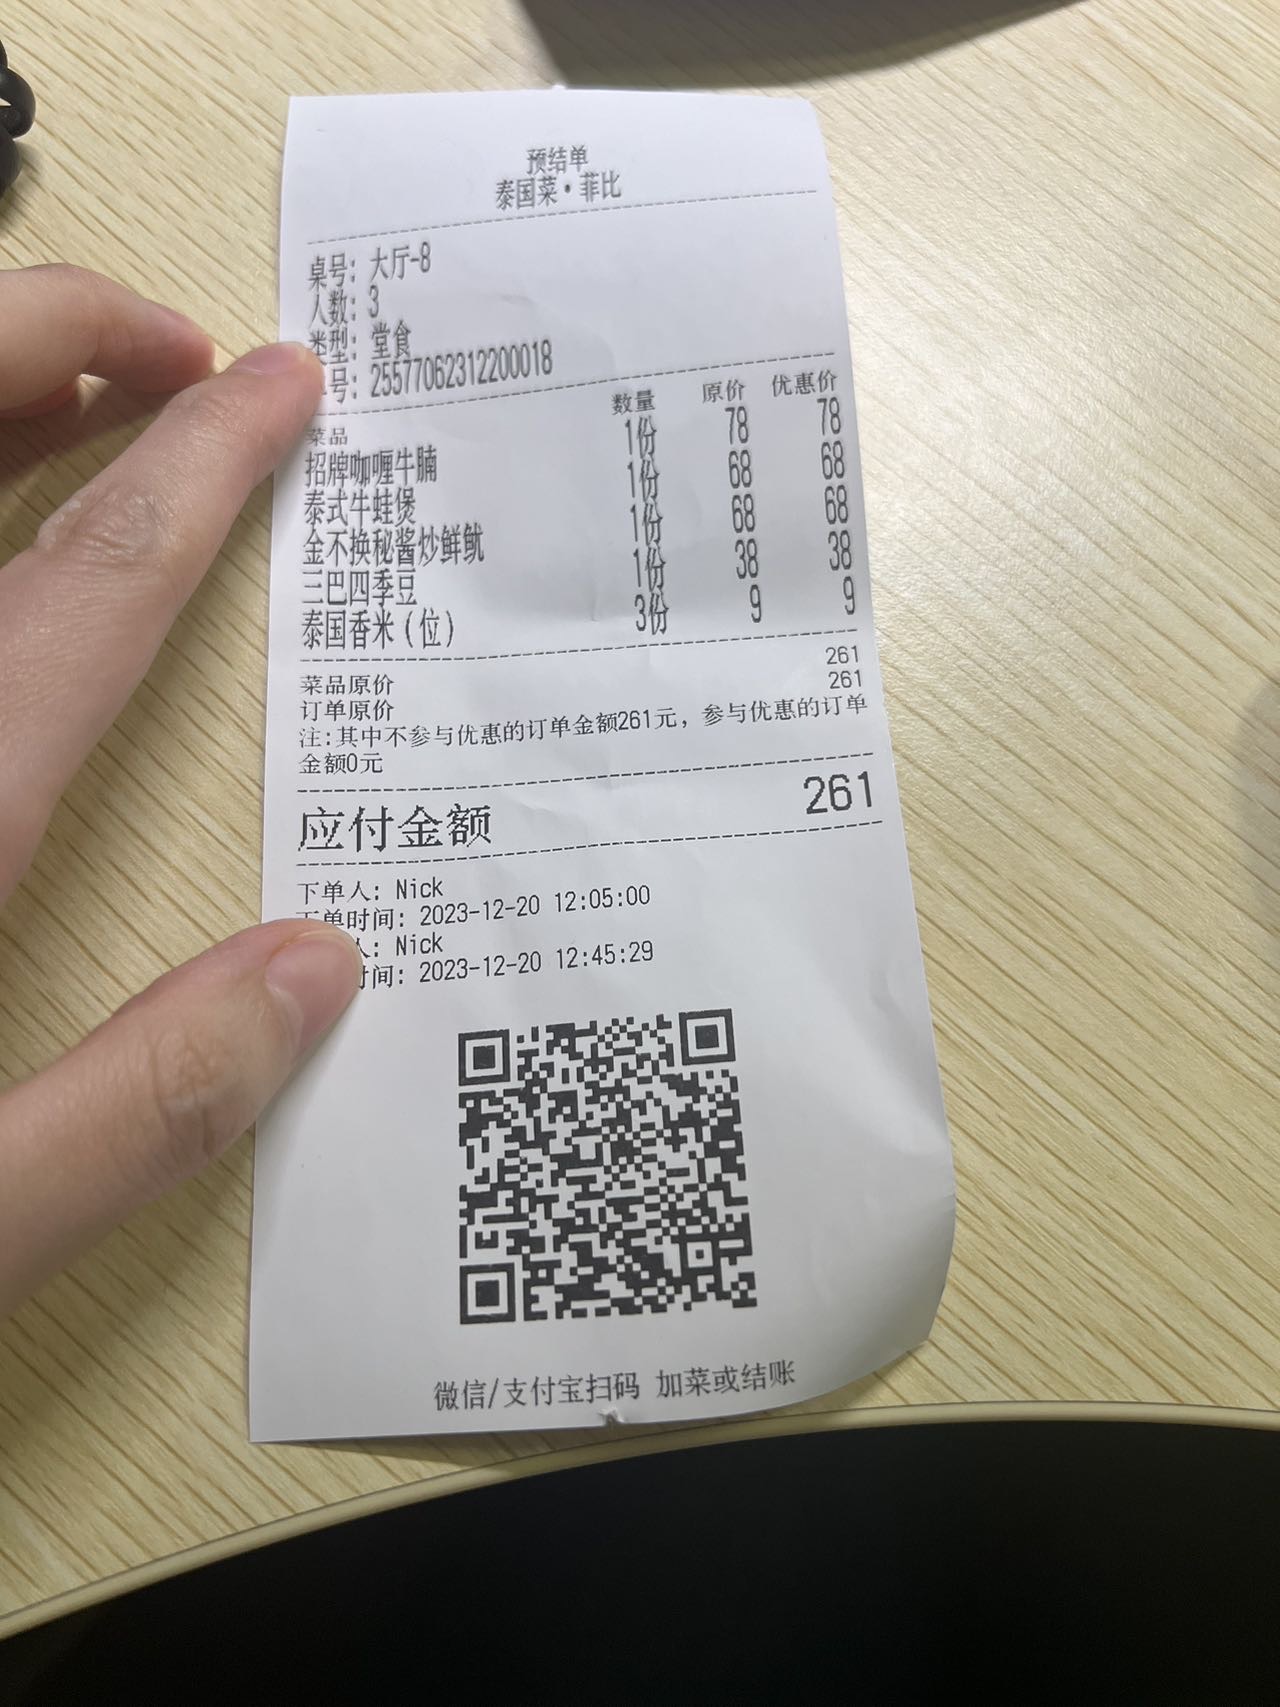 预结单
泰国菜·菲比
桌号: 大厅-8
人数: 3
类型: 堂食
号: 25577062312200018
菜品 数量 原价 优惠价
招牌咖喱牛腩 1份 78 78
泰式牛蛙煲 1份 68 68
金不换秘酱炒鲜鱿 1份 68 68
三巴四季豆 1份 38 38
泰国香米(位) 3份 9 9
菜品原价 261
订单原价 261
注:其中不参与优惠的订单金额261元, 参与优惠的订单
金额0元
应付金额 261
下单人: Nick
下单时间: 2023-12-20 12:05:00
人: Nick
时间: 2023-12-20 12:45:29
微信/支付宝扫码 加菜或结账